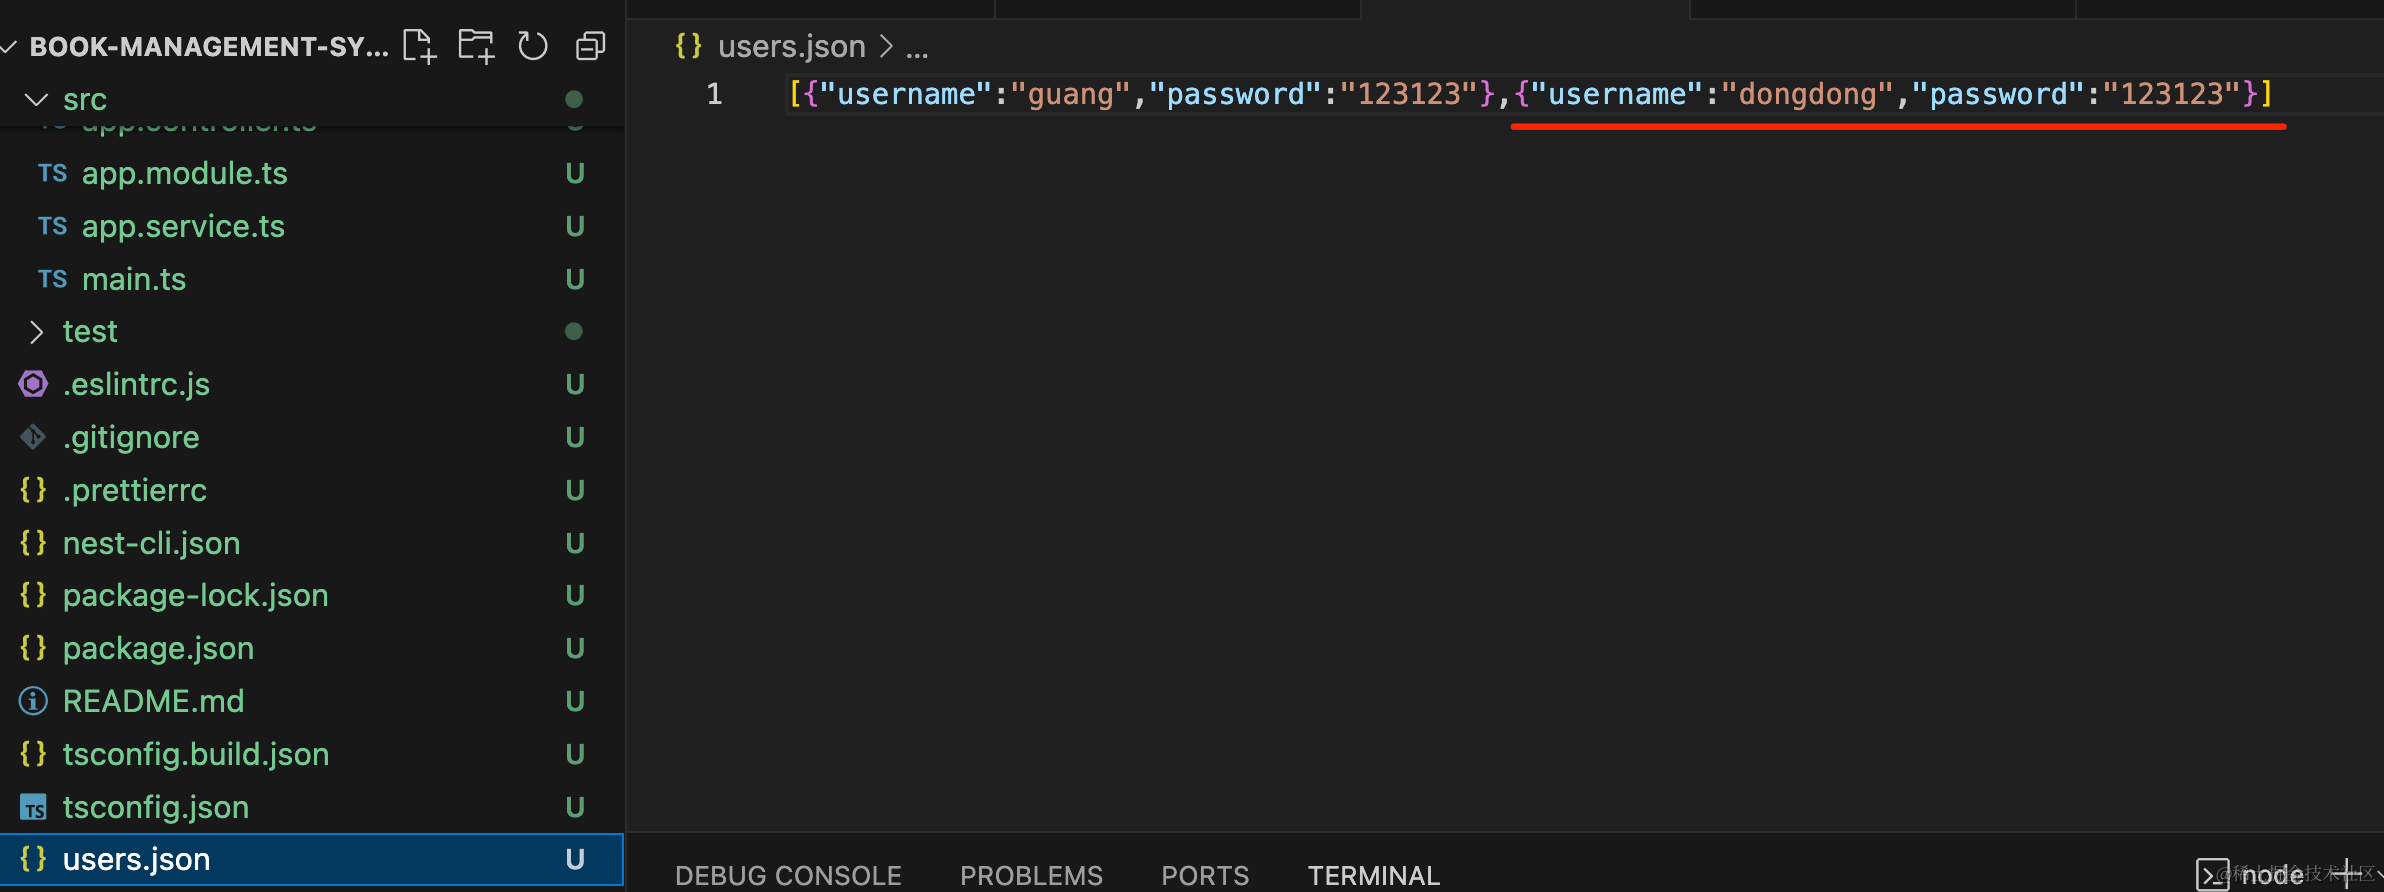 BOOK-MANAGEMENT-SY...
src
app.controller.ts
TS app.module.ts U
TS app.service.ts U
TS main.ts U
test
.eslintrc.js U
.gitignore U
{} .prettierrc U
{} nest-cli.json U
{} package-lock.json U
{} package.json U
README.md U
{} tsconfig.build.json U
TS tsconfig.json U
{} users.json U
{} users.json > ...
1 [{"username":"guang","password":"123123"},{"username":"dongdong","password":"123123"}]
DEBUG CONSOLE PROBLEMS PORTS TERMINAL
node
@稀土掘金技术社区